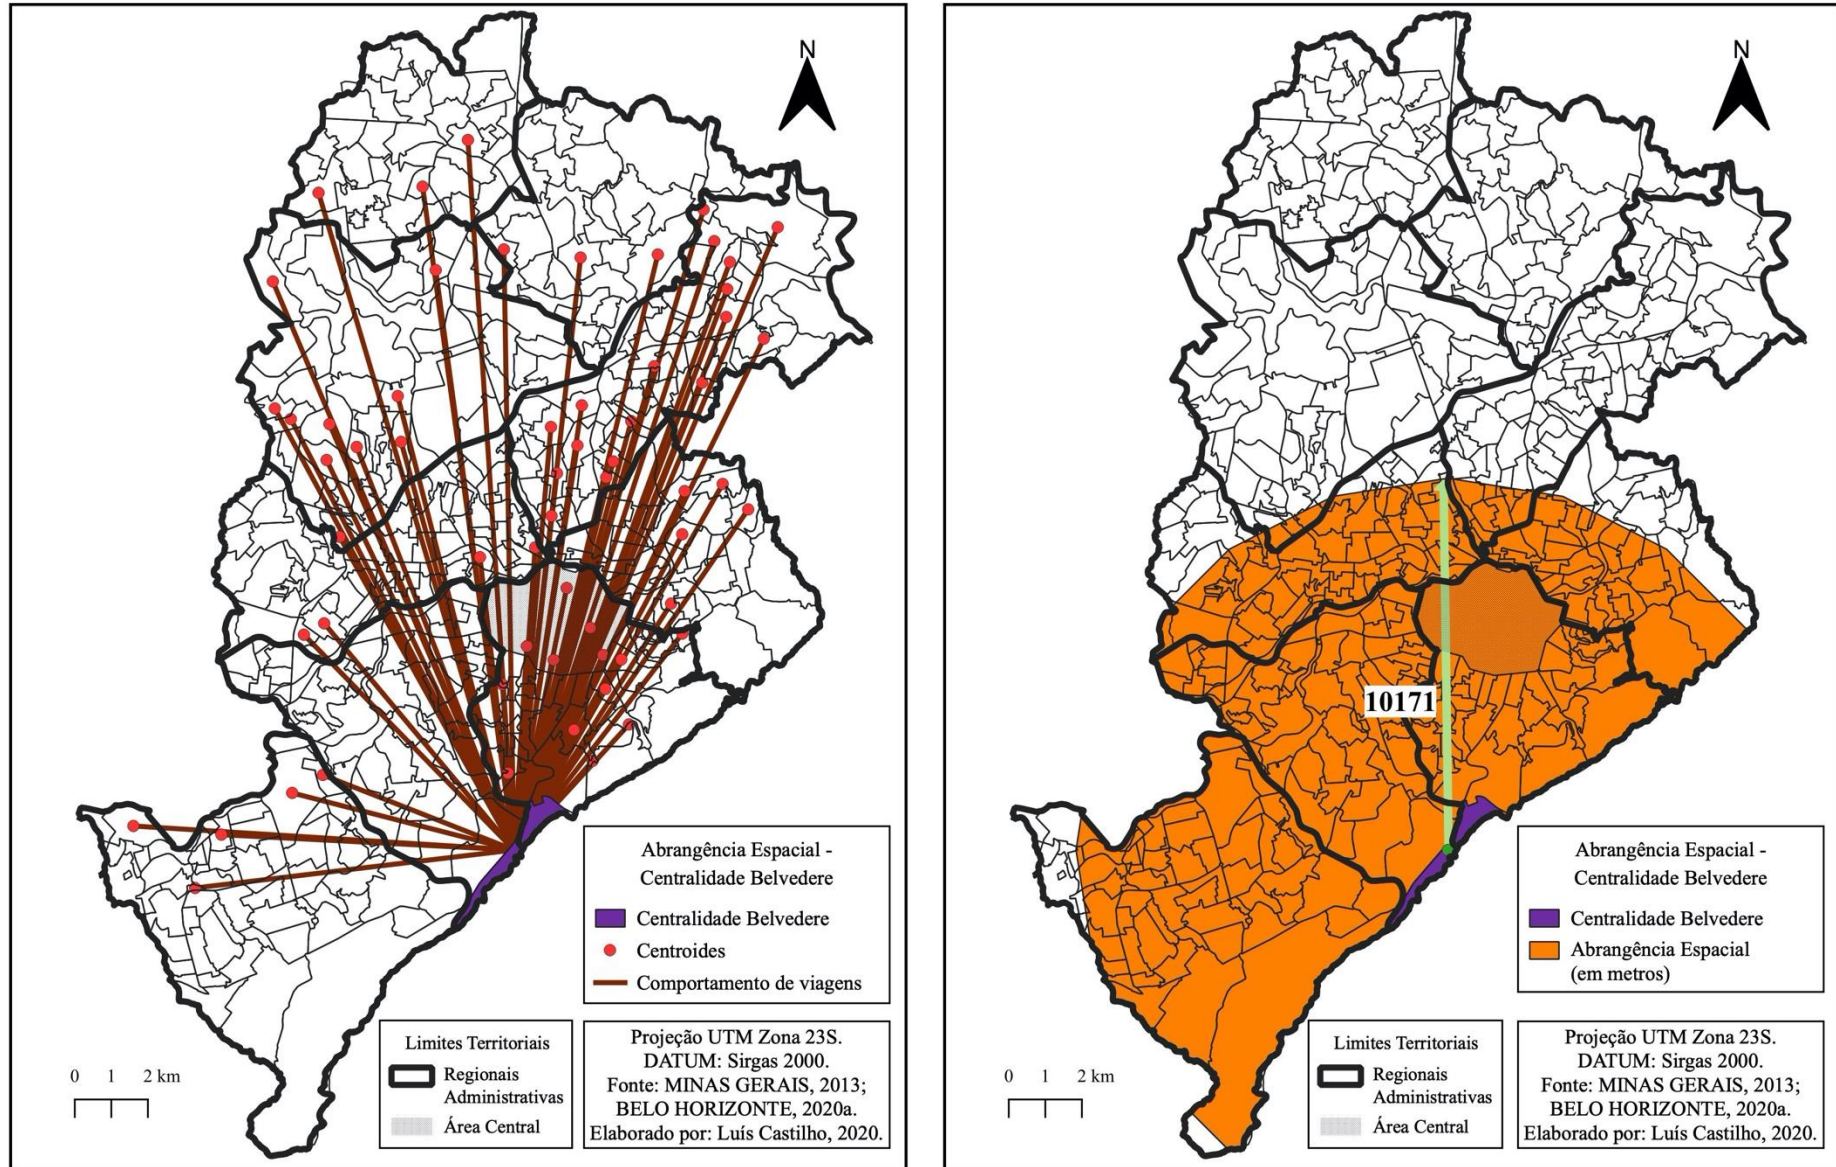 N
Abrangência Espacial -
Centralidade Belvedere
Centralidade Belvedere
Centroides
Comportamento de viagens
Limites Territoriais
Regionais
Administrativas
Área Central
Projeção UTM Zona 23S.
DATUM: Sirgas 2000.
Fonte: MINAS GERAIS, 2013;
BELO HORIZONTE, 2020a.
Elaborado por: Luís Castilho, 2020.
0 1 2 km
N
10171
Abrangência Espacial -
Centralidade Belvedere
Centralidade Belvedere
Abrangência Espacial
(em metros)
Limites Territoriais
Regionais
Administrativas
Área Central
Projeção UTM Zona 23S.
DATUM: Sirgas 2000.
Fonte: MINAS GERAIS, 2013;
BELO HORIZONTE, 2020a.
Elaborado por: Luís Castilho, 2020.
0 1 2 km